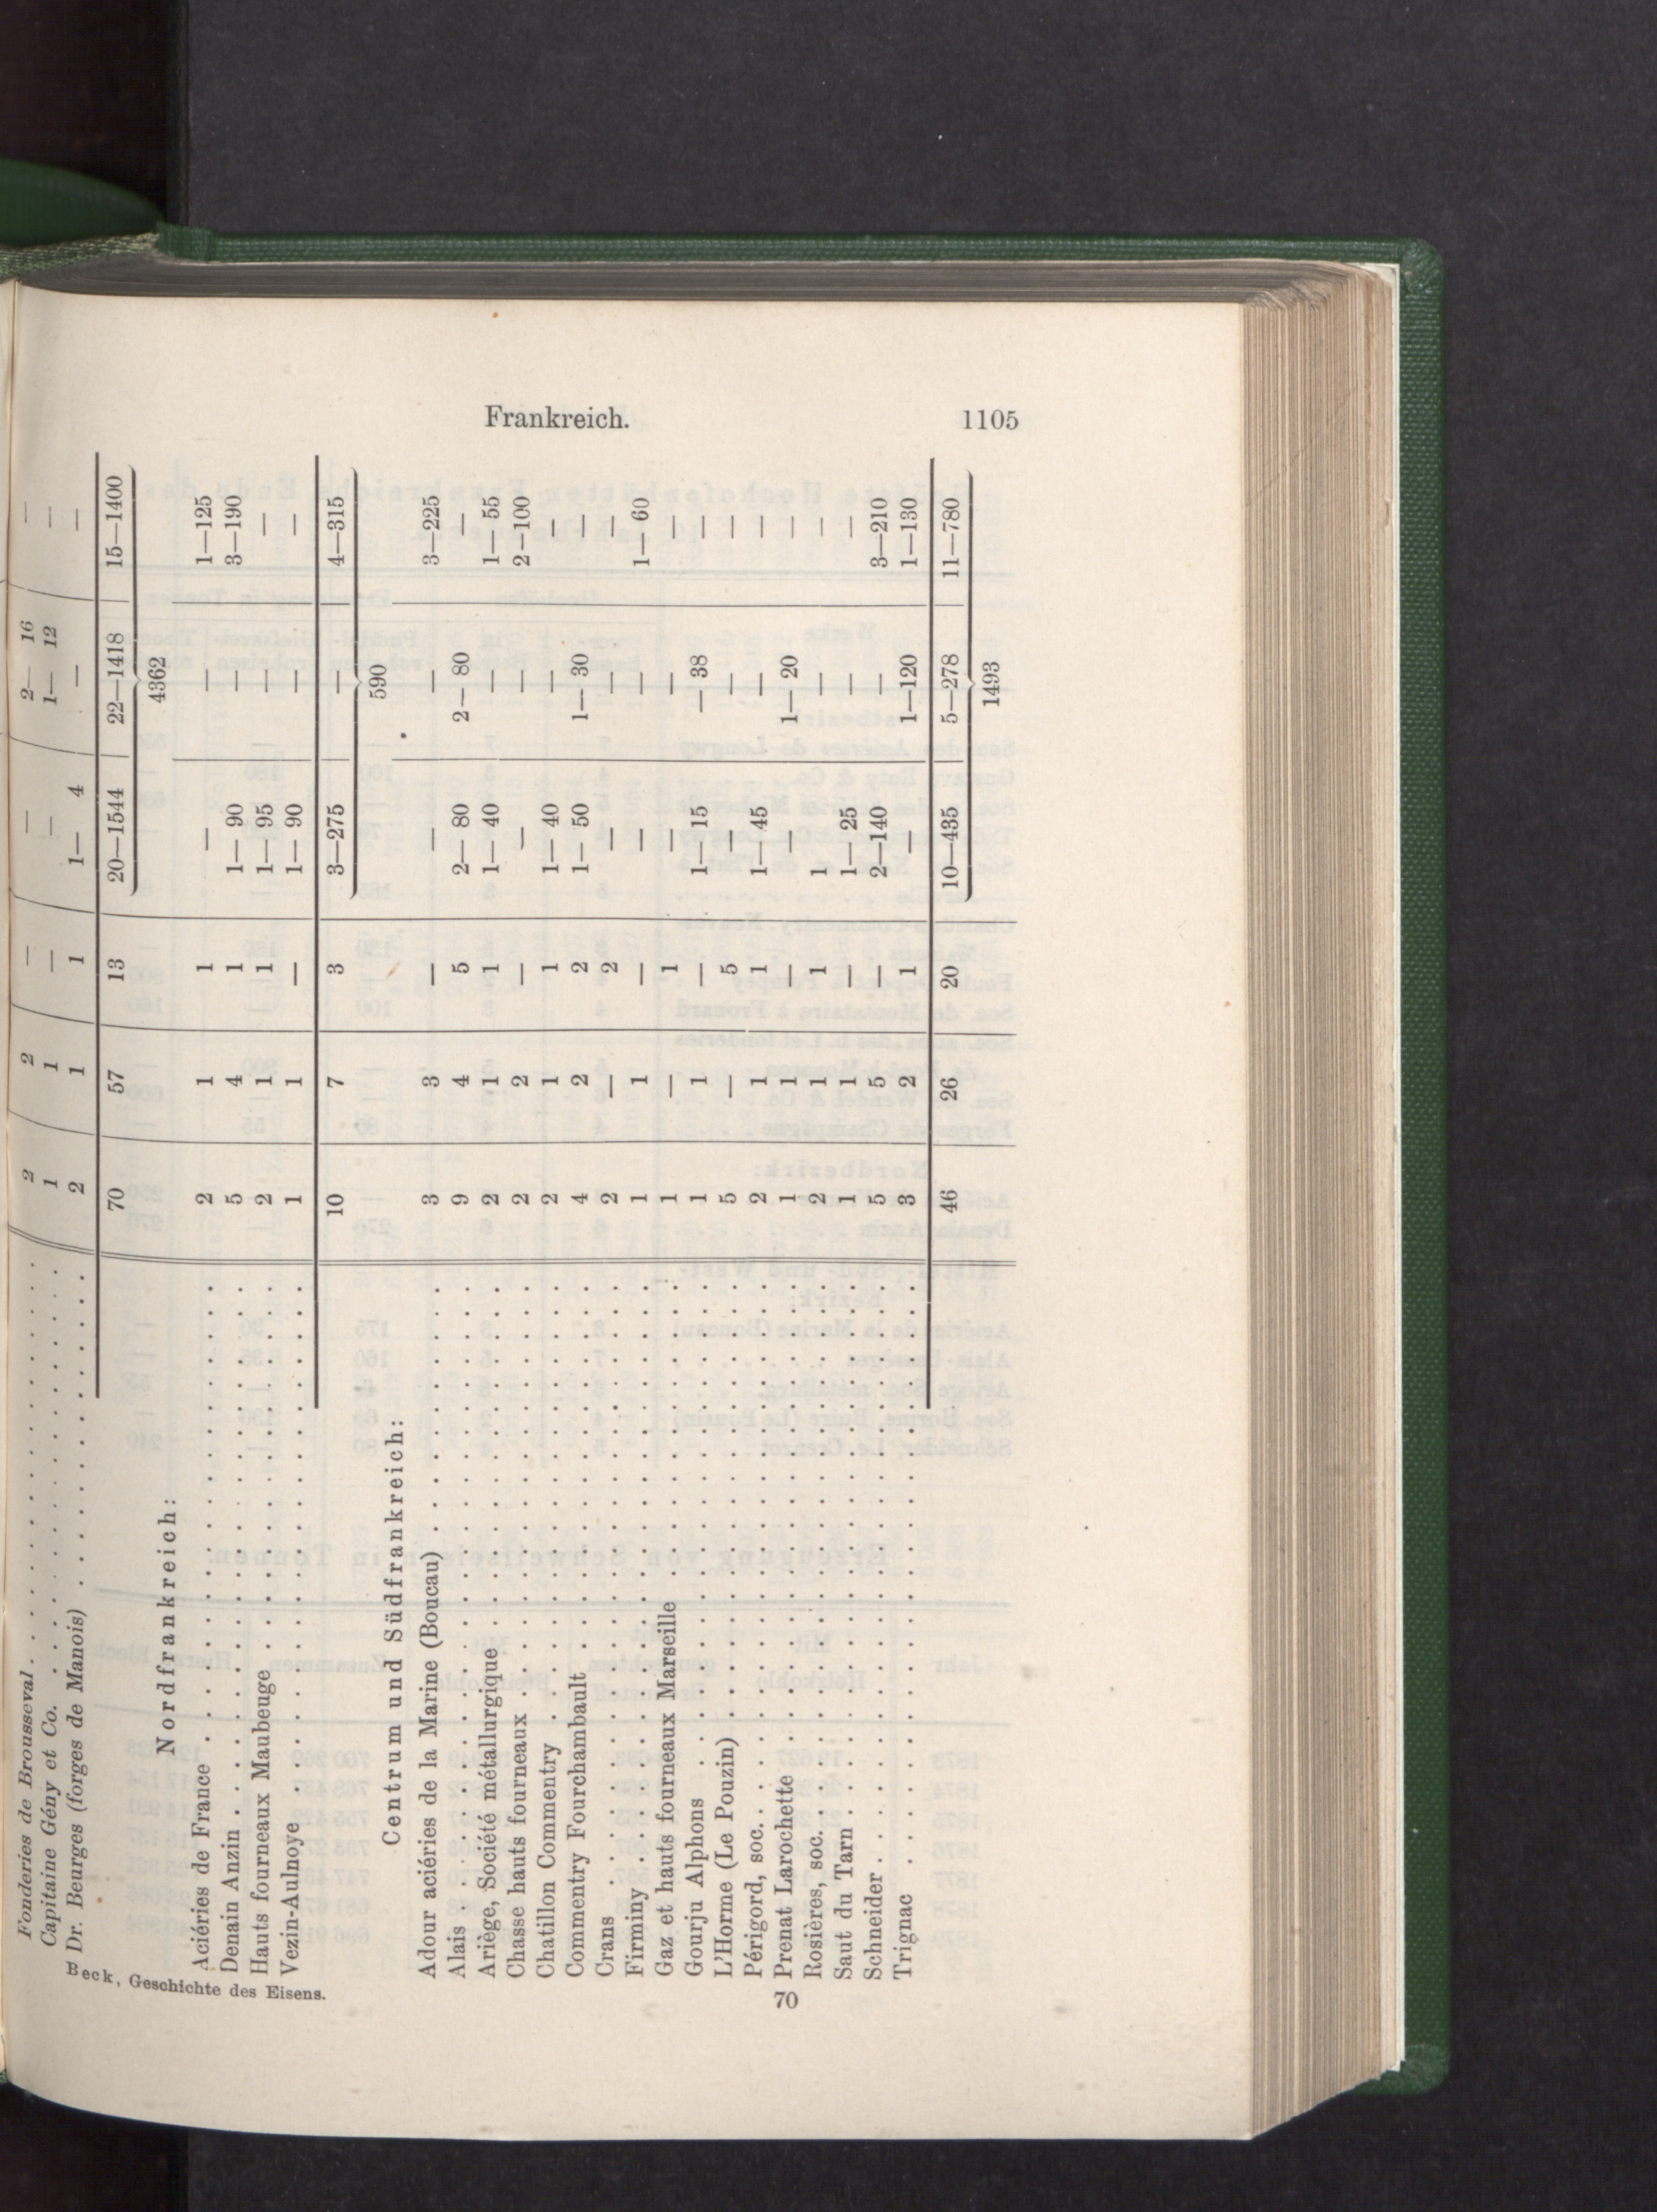 Frankreich. 1105
Fonderies de Brousseval . . . . . 2 2 — — 2— 16 —
Capitaine Gény et Co. . . . . . 1 1 — — 1— 12 —
Dr. Beurges (forges de Manois) . . . . . 2 1 1 1— 4 — —
70 57 13 20—1544 22—1418 15—1400
4362
Nordfrankreich:
Aciéries de France . . . . . 2 1 1 — — 1—125
Denain Anzin . . . . . 5 4 1 1— 90 — 3—190
Hauts fourneaux Maubeuge . . . . . 2 1 1 1— 95 — —
Vezin-Aulnoye . . . . . 1 1 — 1— 90 — —
10 7 3 3—275 — 4—315
590
Centrum und Südfrankreich:
Adour aciéries de la Marine (Boucau) . . . . . 3 3 — — — 3—225
Alais . . . . . 9 4 5 2— 80 2— 80 —
Ariège, Société métallurgique . . . . . 2 1 1 1— 40 — 1— 55
Chasse hauts fourneaux . . . . . 2 2 — — — 2—100
Chatillon Commentry . . . . . 2 1 1 1— 40 — —
Commentry Fourchambault . . . . . 4 2 2 1— 50 1— 30 —
Crans . . . . . 2 — 2 — — —
Firminy . . . . . 1 1 — — — 1— 60
Gaz et hauts fourneaux Marseille . . . . . 1 — 1 — — —
Gourju Alphons . . . . . 1 1 — 1— 15 — 38 —
L'Horme (Le Pouzin) . . . . . 5 — 5 — — —
Périgord, soc. . . . . . 2 1 1 1— 45 — —
Prenat Larochette . . . . . 1 1 — — 1— 20 —
Rosières, soc. . . . . . 2 1 1 1 — —
Saut du Tarn . . . . . 1 1 — 1— 25 — —
Schneider . . . . . 5 5 — 2—140 — 3—210
Trignac . . . . . 3 2 1 — 1—120 1—130
46 26 20 10—435 5—278 11—780
1493
Beck, Geschichte des Eisens. 70